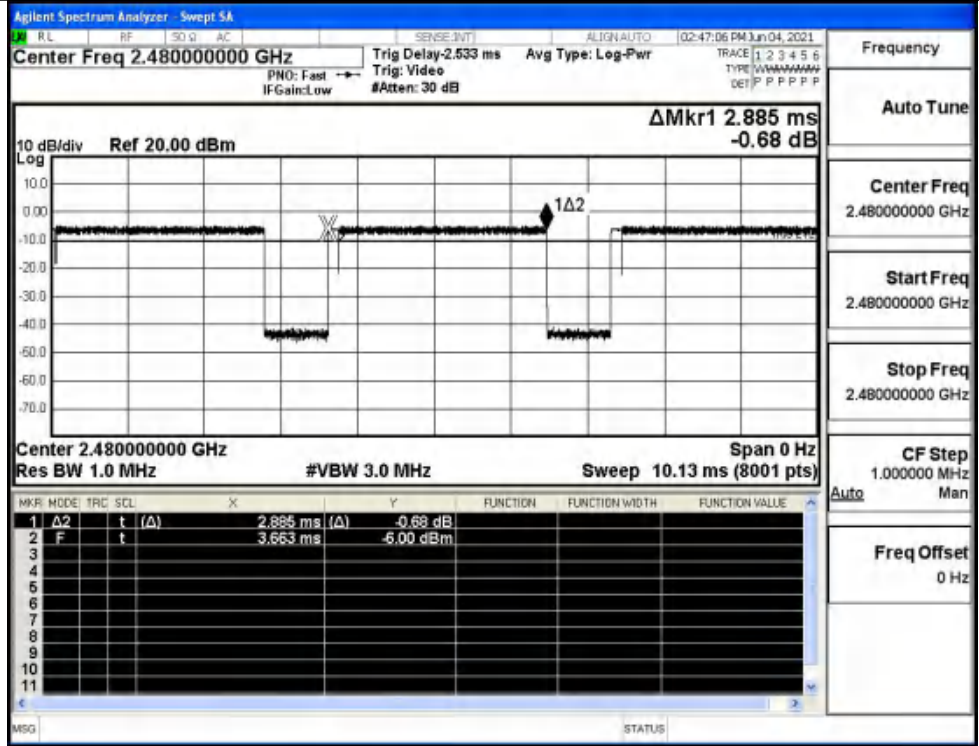 Agilent Spectrum Analyzer - Swept SA
RL RF 50 Ω AC SENSE:INT ALIGN AUTO 02:47:06 PM Jun 04, 2021
Center Freq 2.480000000 GHz
PNO: Fast
IFGain:Low
Trig Delay-2.533 ms
Trig: Video
#Atten: 30 dB
Avg Type: Log-Pwr
TRACE 1 2 3 4 5 6
TYPE
DET P P P P P P
ΔMkr1 2.885 ms
-0.68 dB
10 dB/div Ref 20.00 dBm
Log
10.0
0.00
-10.0
-20.0
-30.0
-40.0
-50.0
-60.0
-70.0
1Δ2
Center 2.480000000 GHz Span 0 Hz
Res BW 1.0 MHz #VBW 3.0 MHz Sweep 10.13 ms (8001 pts)
MKR MODE TRC SCL X Y FUNCTION FUNCTION WIDTH FUNCTION VALUE
1 Δ2 t (Δ) 2.885 ms (Δ) -0.68 dB
2 F t 3.663 ms -6.00 dBm
3
4
5
6
7
8
9
10
11
MSG STATUS
Frequency
Auto Tune
Center Freq
2.480000000 GHz
Start Freq
2.480000000 GHz
Stop Freq
2.480000000 GHz
CF Step
1.000000 MHz
Auto Man
Freq Offset
0 Hz